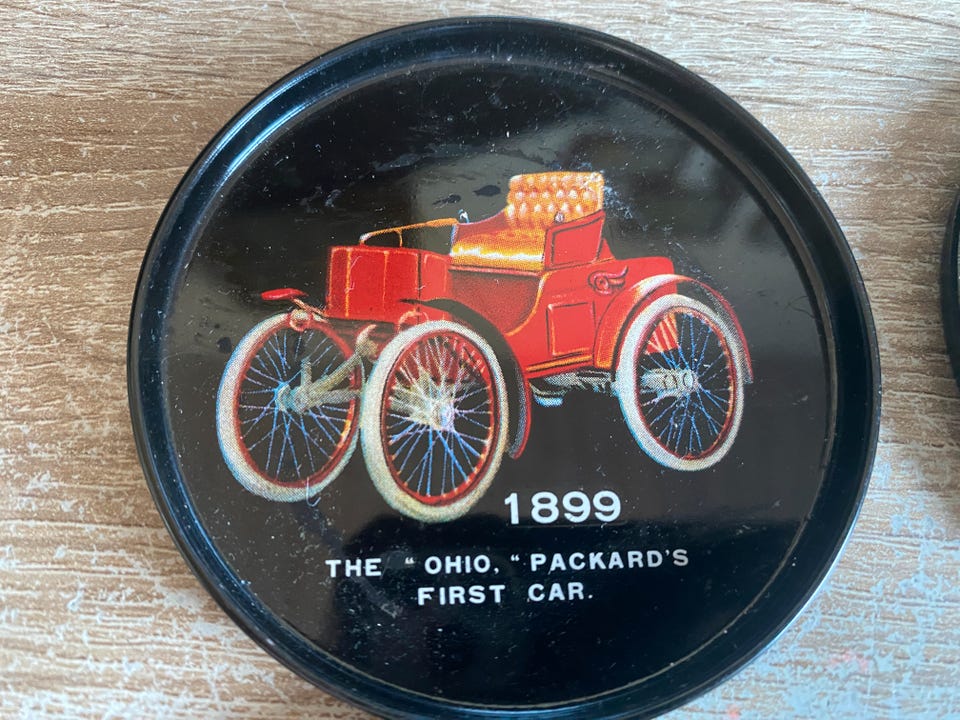 1899
THE “ OHIO, “ PACKARD'S
FIRST CAR.